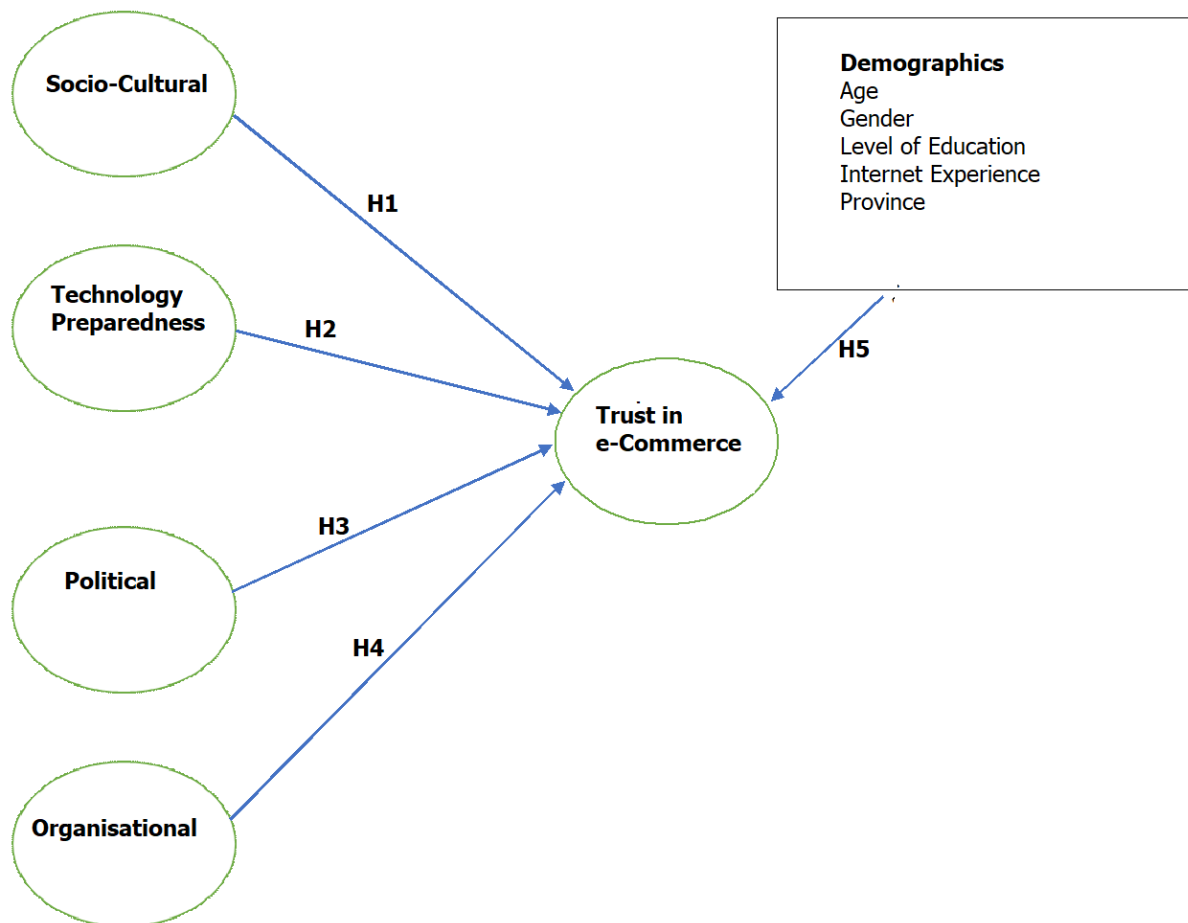 Socio-Cultural
Demographics
Age
Gender
Level of Education
Internet Experience
Province
H1
Technology
Preparedness
H2
H5
Trust in
e-Commerce
H3
Political
H4
Organisational